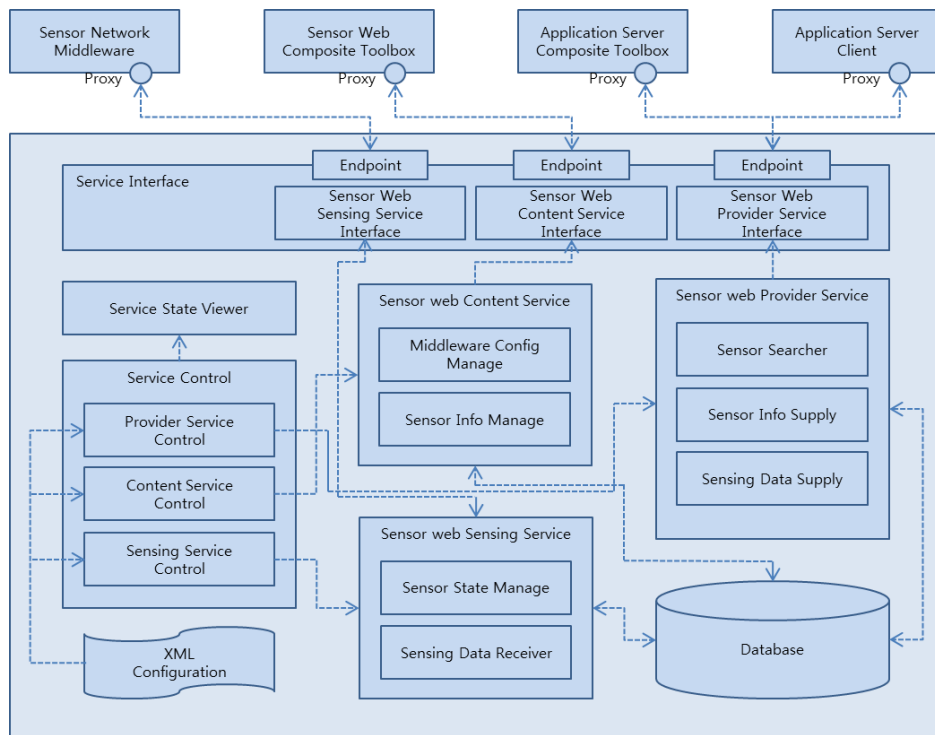 Sensor Network
Middleware
Sensor Web
Composite Toolbox
Application Server
Composite Toolbox
Application Server
Client
Proxy
Proxy
Proxy
Proxy
Service Interface
Endpoint
Endpoint
Endpoint
Sensor Web
Sensing Service
Interface
Sensor Web
Content Service
Interface
Sensor Web
Provider Service
Interface
Service State Viewer
Service Control
Provider Service
Control
Content Service
Control
Sensing Service
Control
XML
Configuration
Sensor web Content Service
Middleware Config
Manage
Sensor Info Manage
Sensor web Sensing Service
Sensor State Manage
Sensing Data Receiver
Sensor web Provider Service
Sensor Searcher
Sensor Info Supply
Sensing Data Supply
Database